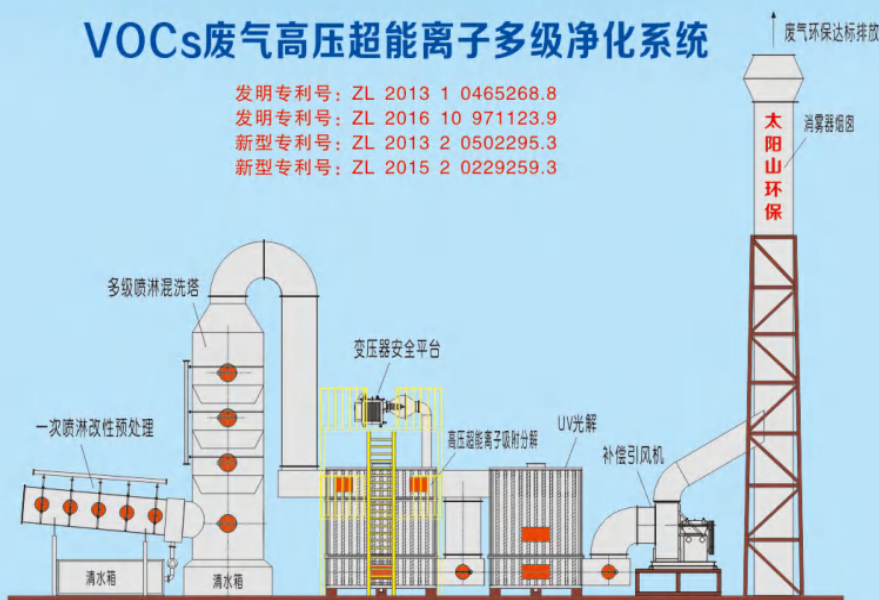 VOCs废气高压超能离子多级净化系统
废气环保达标排放
发明专利号：ZL 2013 1 0465268.8
发明专利号：ZL 2016 10 971123.9
新型专利号：ZL 2013 2 0502295.3
新型专利号：ZL 2015 2 0229259.3
太阳山环保
消雾器烟囱
多级喷淋混洗塔
变压器安全平台
一次喷淋改性预处理
高压超能离子吸附分解
UV光解
补偿引风机
清水箱
清水箱